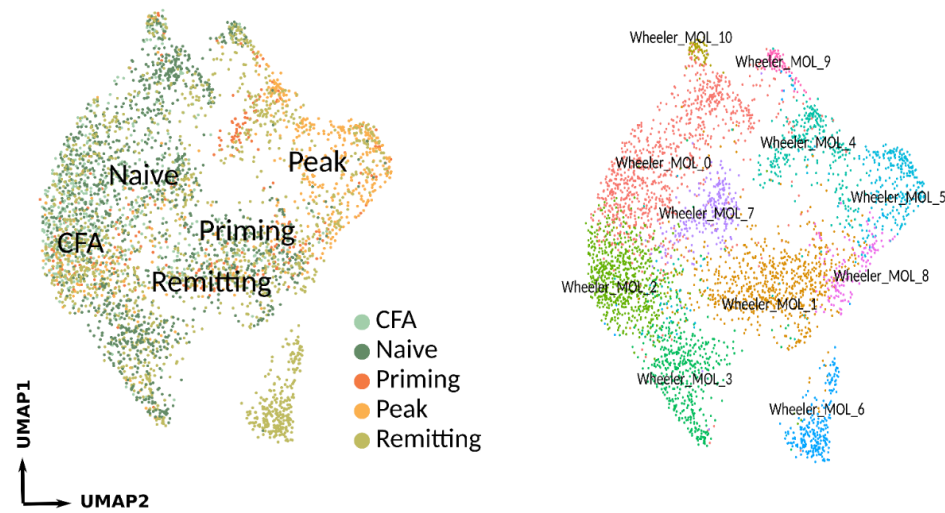 Naive
Peak
CFA
Priming
Remitting
CFA
Naive
Priming
Peak
Remitting
UMAP1
UMAP2
Wheeler_MOL_10
Wheeler_MOL_9
Wheeler_MOL_4
Wheeler_MOL_0
Wheeler_MOL_5
Wheeler_MOL_7
Wheeler_MOL_8
Wheeler_MOL_2
Wheeler_MOL_1
Wheeler_MOL_3
Wheeler_MOL_6